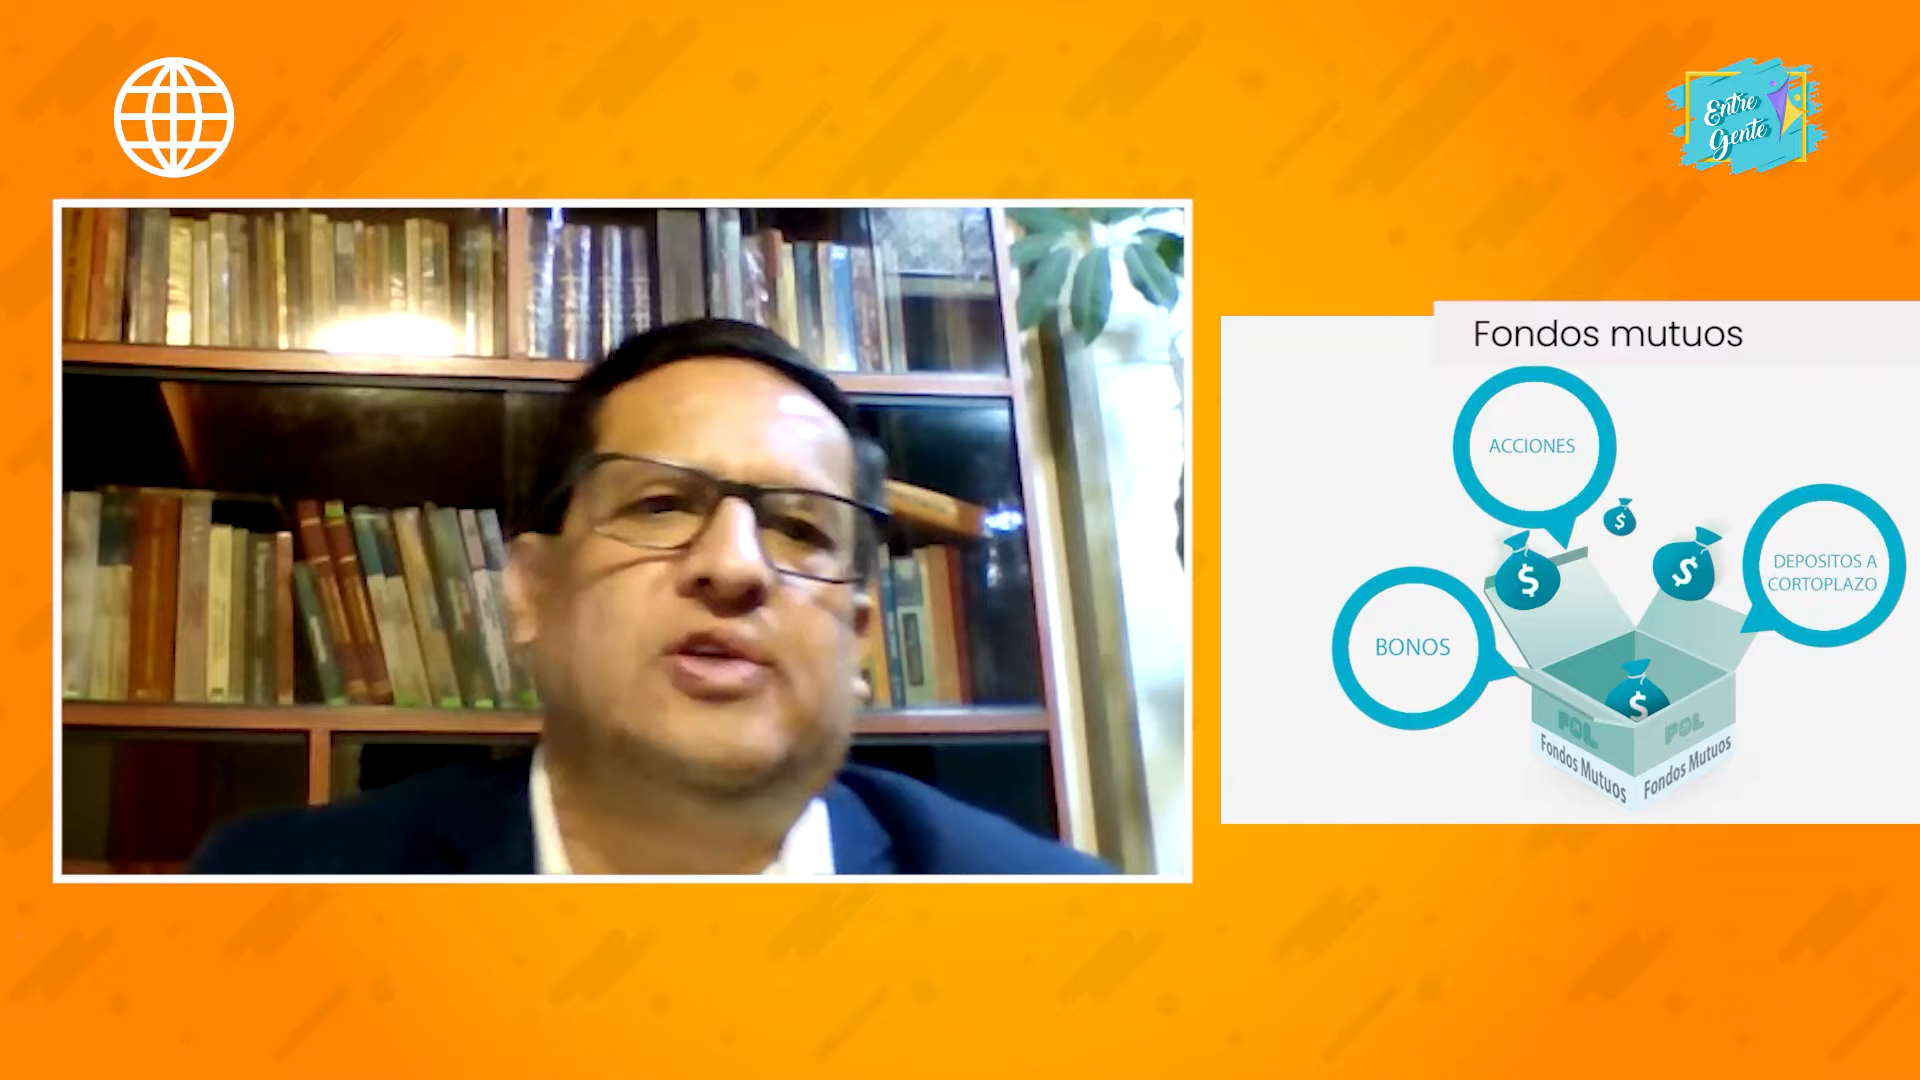 Entre
Gente
Fondos mutuos
ACCIONES
DEPOSITOS A
CORTOPLAZO
BONOS
$
$
$
$
FOL
FOL
Fondos Mutuos
Fondos Mutuos